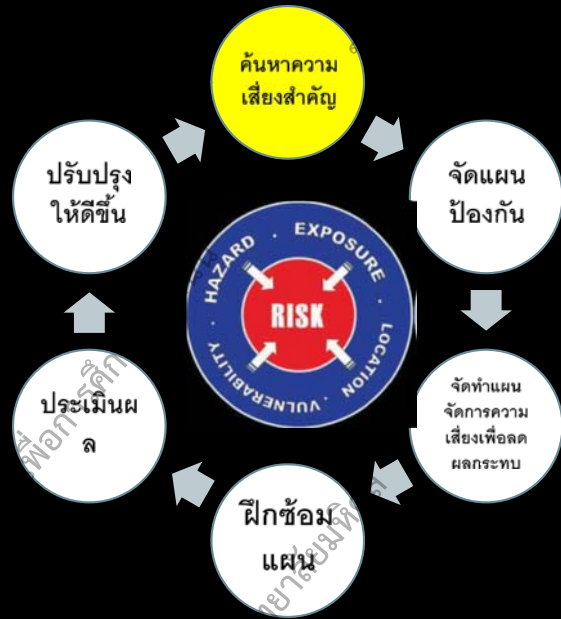 ค้นหาความ
เสี่ยงสำคัญ
จัดแผน
ป้องกัน
จัดทำแผน
จัดการความ
เสี่ยงเพื่อลด
ผลกระทบ
ฝึกซ้อม
แผน
ประเมินผ
ล
ปรับปรุง
ให้ดีขึ้น
HAZARD . EXPOSURE . LOCATION . VULNERABILITY .
RISK